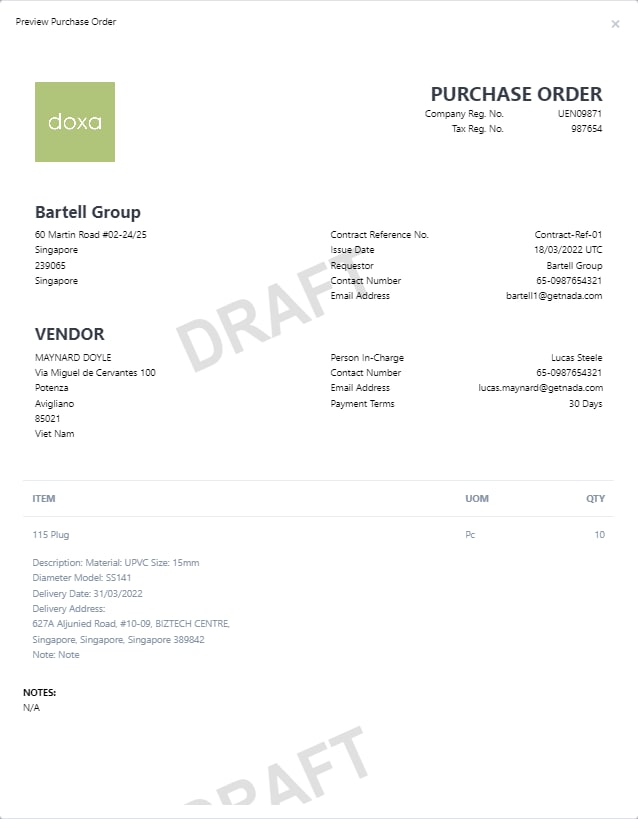 Preview Purchase Order
×
doxa
PURCHASE ORDER
Company Reg. No. UEN09871
Tax Reg. No. 987654
Bartell Group
60 Martin Road #02-24/25
Singapore
239065
Singapore
Contract Reference No. Contract-Ref-01
Issue Date 18/03/2022 UTC
Requestor Bartell Group
Contact Number 65-0987654321
Email Address bartell1@getnada.com
DRAFT
VENDOR
MAYNARD DOYLE
Via Miguel de Cervantes 100
Potenza
Avigliano
85021
Viet Nam
Person In-Charge Lucas Steele
Contact Number 65-0987654321
Email Address lucas.maynard@getnada.com
Payment Terms 30 Days
ITEM UOM QTY
115 Plug Pc 10
Description: Material: UPVC Size: 15mm
Diameter Model: SS141
Delivery Date: 31/03/2022
Delivery Address:
627A Aljunied Road, #10-09, BIZTECH CENTRE,
Singapore, Singapore, Singapore 389842
Note: Note
NOTES:
N/A
DRAFT